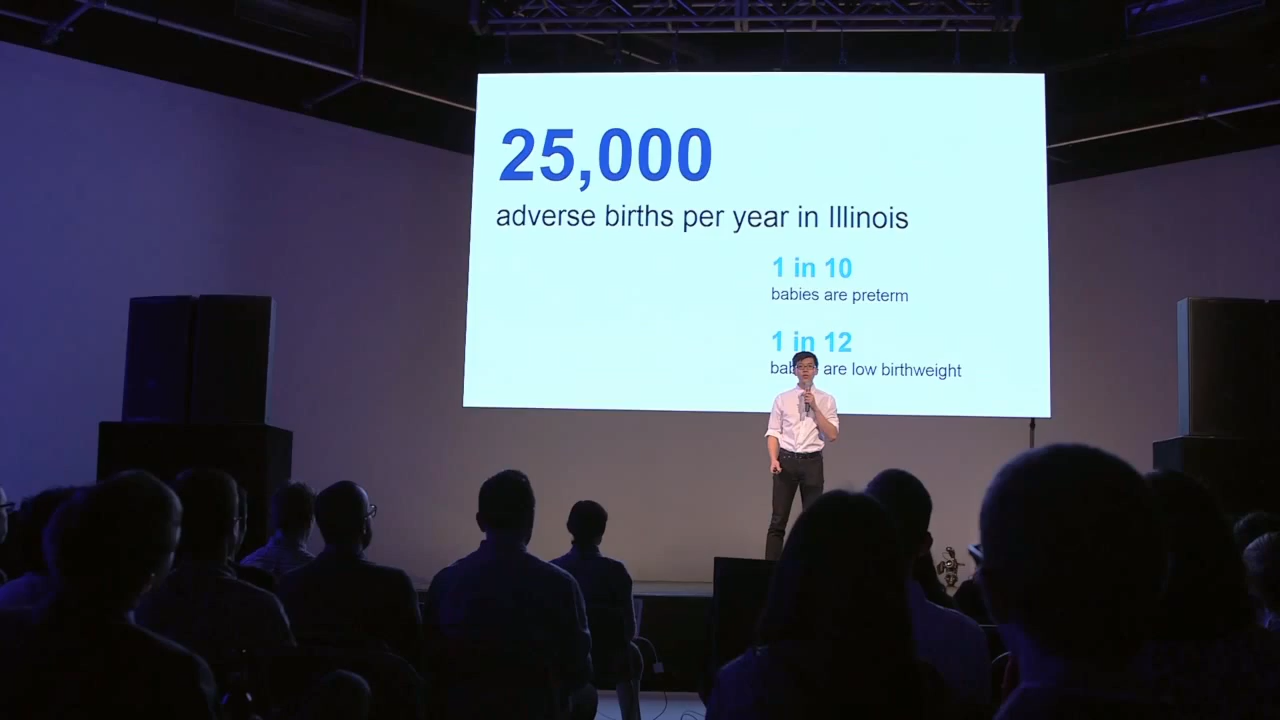 25,000
adverse births per year in Illinois
1 in 10
babies are preterm
1 in 12
babies are low birthweight